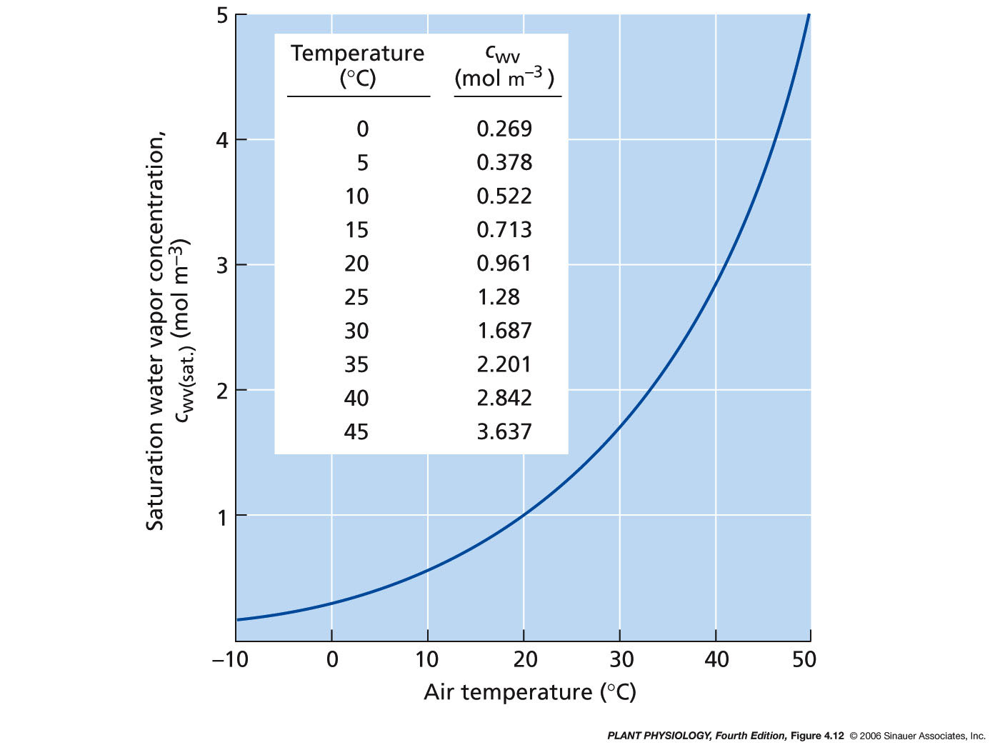 Saturation water vapor concentration,
c_wv(sat.) (mol m–3)
5
4
3
2
1
Temperature c_wv
(°C) (mol m–3)
0 0.269
5 0.378
10 0.522
15 0.713
20 0.961
25 1.28
30 1.687
35 2.201
40 2.842
45 3.637
–10 0 10 20 30 40 50
Air temperature (°C)
PLANT PHYSIOLOGY, Fourth Edition, Figure 4.12 © 2006 Sinauer Associates, Inc.